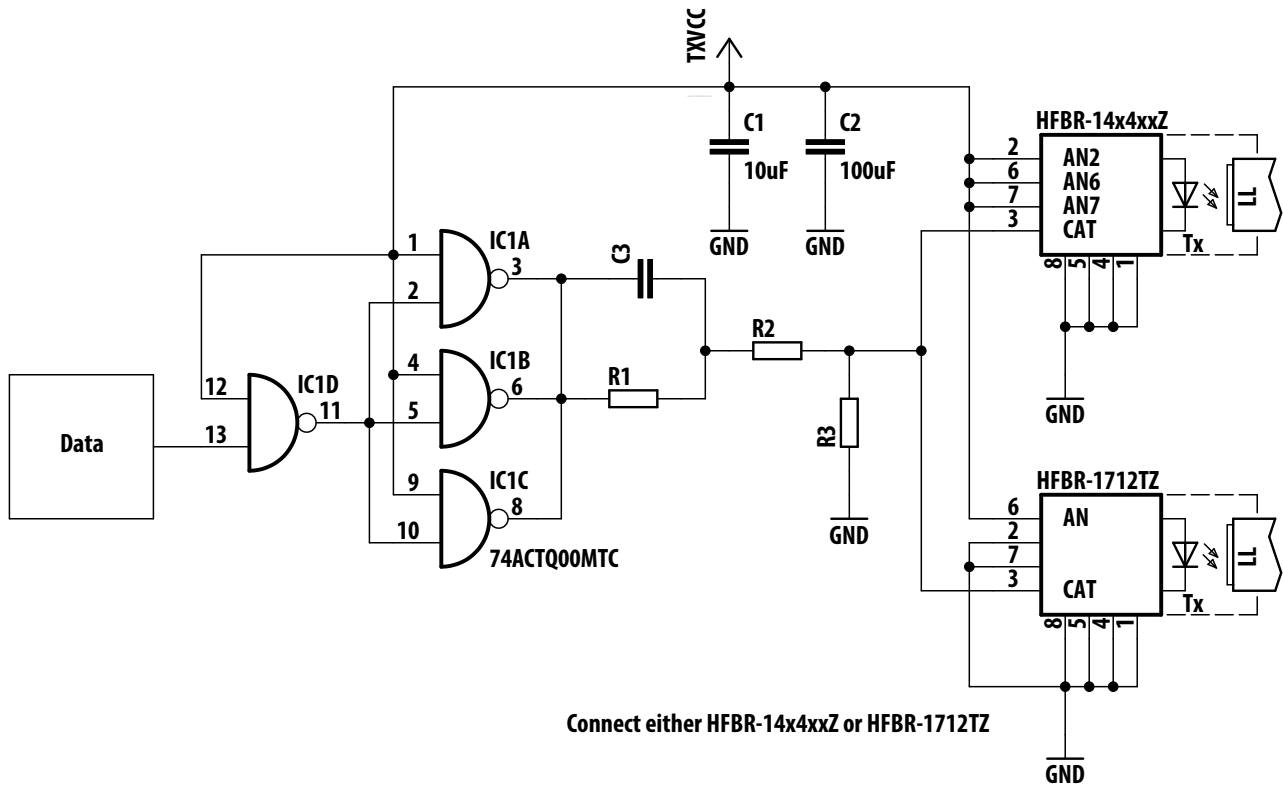 TXVCC
C1
10uF
GND
C2
100uF
GND
HFBR-14x4xxZ
2
6
7
3
AN2
AN6
AN7
CAT
8
5
4
1
Tx
LL
GND
1
2
IC1A
3
C3
4
5
IC1B
6
R1
R2
R3
GND
Data
12
13
IC1D
11
9
10
IC1C
8
74ACTQ00MTC
HFBR-1712TZ
6
2
7
3
AN
CAT
8
5
4
1
Tx
LL
GND
Connect either HFBR-14x4xxZ or HFBR-1712TZ